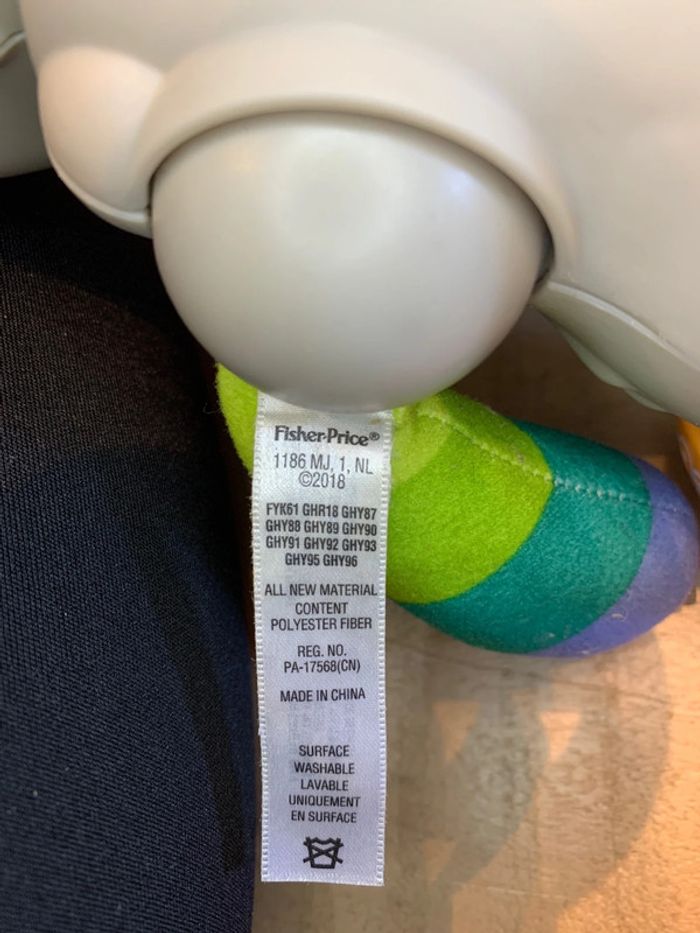 Fisher-Price®
1186 MJ, 1, NL
©2018
FYK61 GHR18 GHY87
GHY88 GHY89 GHY90
GHY91 GHY92 GHY93
GHY95 GHY96
ALL NEW MATERIAL
CONTENT
POLYESTER FIBER
REG. NO.
PA-17568(CN)
MADE IN CHINA
SURFACE
WASHABLE
LAVABLE
UNIQUEMENT
EN SURFACE